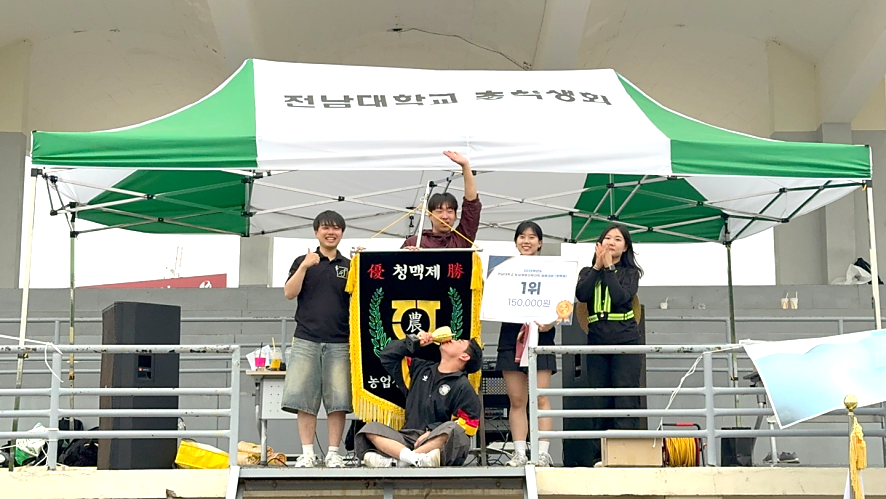 전남대학교 총학생회
優 청맥제 勝
農
농업
1위
150,000원